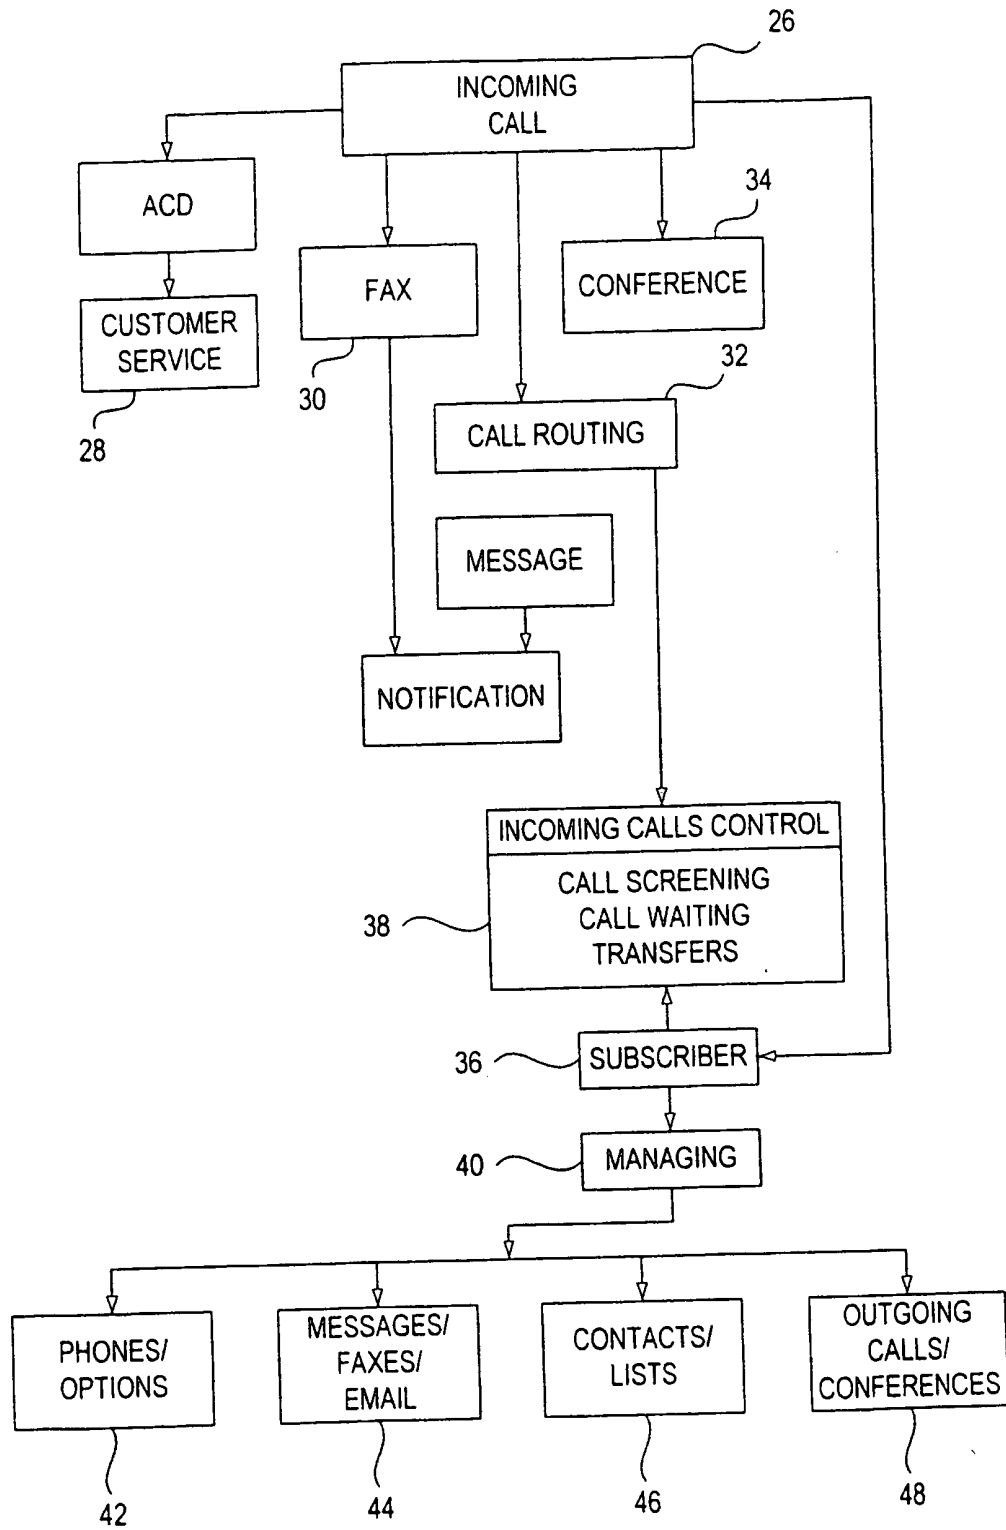 26
INCOMING
CALL
ACD
34
FAX
CONFERENCE
CUSTOMER
SERVICE
30
32
28
CALL ROUTING
MESSAGE
NOTIFICATION
INCOMING CALLS CONTROL
38
CALL SCREENING
CALL WAITING
TRANSFERS
36
SUBSCRIBER
40
MANAGING
PHONES/
OPTIONS
MESSAGES/
FAXES/
EMAIL
CONTACTS/
LISTS
OUTGOING
CALLS/
CONFERENCES
42
44
46
48